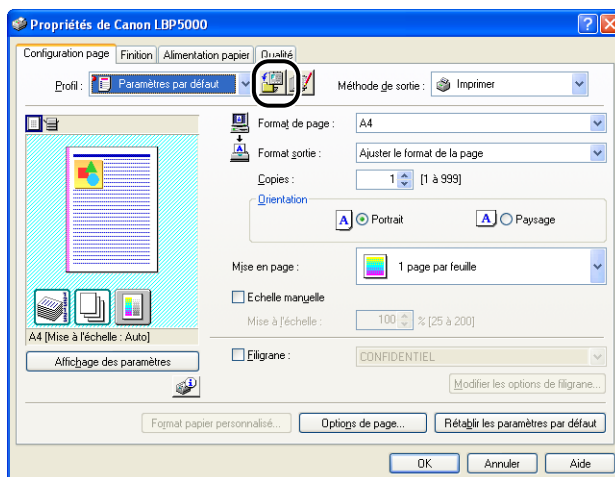 Propriétés de Canon LBP5000
Configuration page Finition Alimentation papier Qualité
Profil : Paramètres par défaut Méthode de sortie : Imprimer
Format de page : A4
Format sortie : Ajuster le format de la page
Copies : 1 [1 à 999]
Orientation
A Portrait A Paysage
Mise en page : 1 page par feuille
Echelle manuelle
Mise à l'échelle : 100 % [25 à 200]
A4 [Mise à l'échelle : Auto]
Affichage des paramètres
Filigrane : CONFIDENTIEL
Modifier les options de filigrane...
Format papier personnalisé... Options de page... Rétablir les paramètres par défaut
OK Annuler Aide